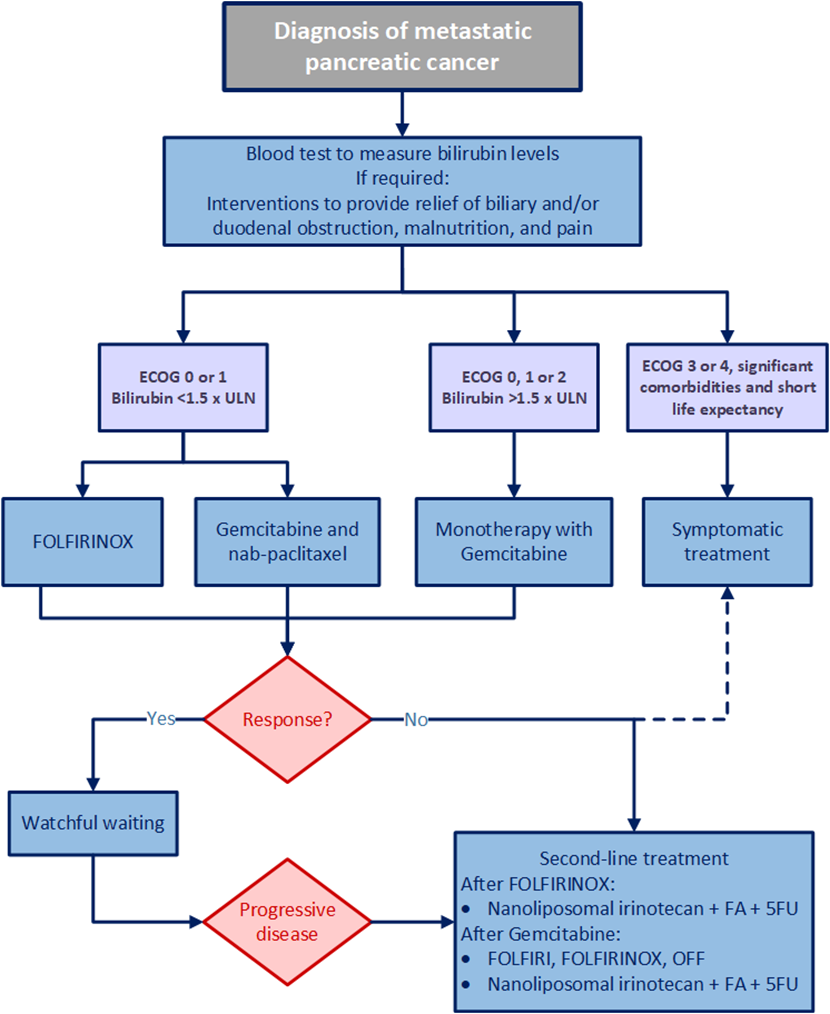 Diagnosis of metastatic
pancreatic cancer
Blood test to measure bilirubin levels
If required:
Interventions to provide relief of biliary and/or
duodenal obstruction, malnutrition, and pain
ECOG 0 or 1
Bilirubin <1.5 x ULN
ECOG 0, 1 or 2
Bilirubin >1.5 x ULN
ECOG 3 or 4, significant
comorbidities and short
life expectancy
FOLFIRINOX
Gemcitabine and
nab-paclitaxel
Monotherapy with
Gemcitabine
Symptomatic
treatment
Response?
Yes
No
Watchful waiting
Progressive
disease
Second-line treatment
After FOLFIRINOX:
• Nanoliposomal irinotecan + FA + 5FU
After Gemcitabine:
• FOLFIRI, FOLFIRINOX, OFF
• Nanoliposomal irinotecan + FA + 5FU